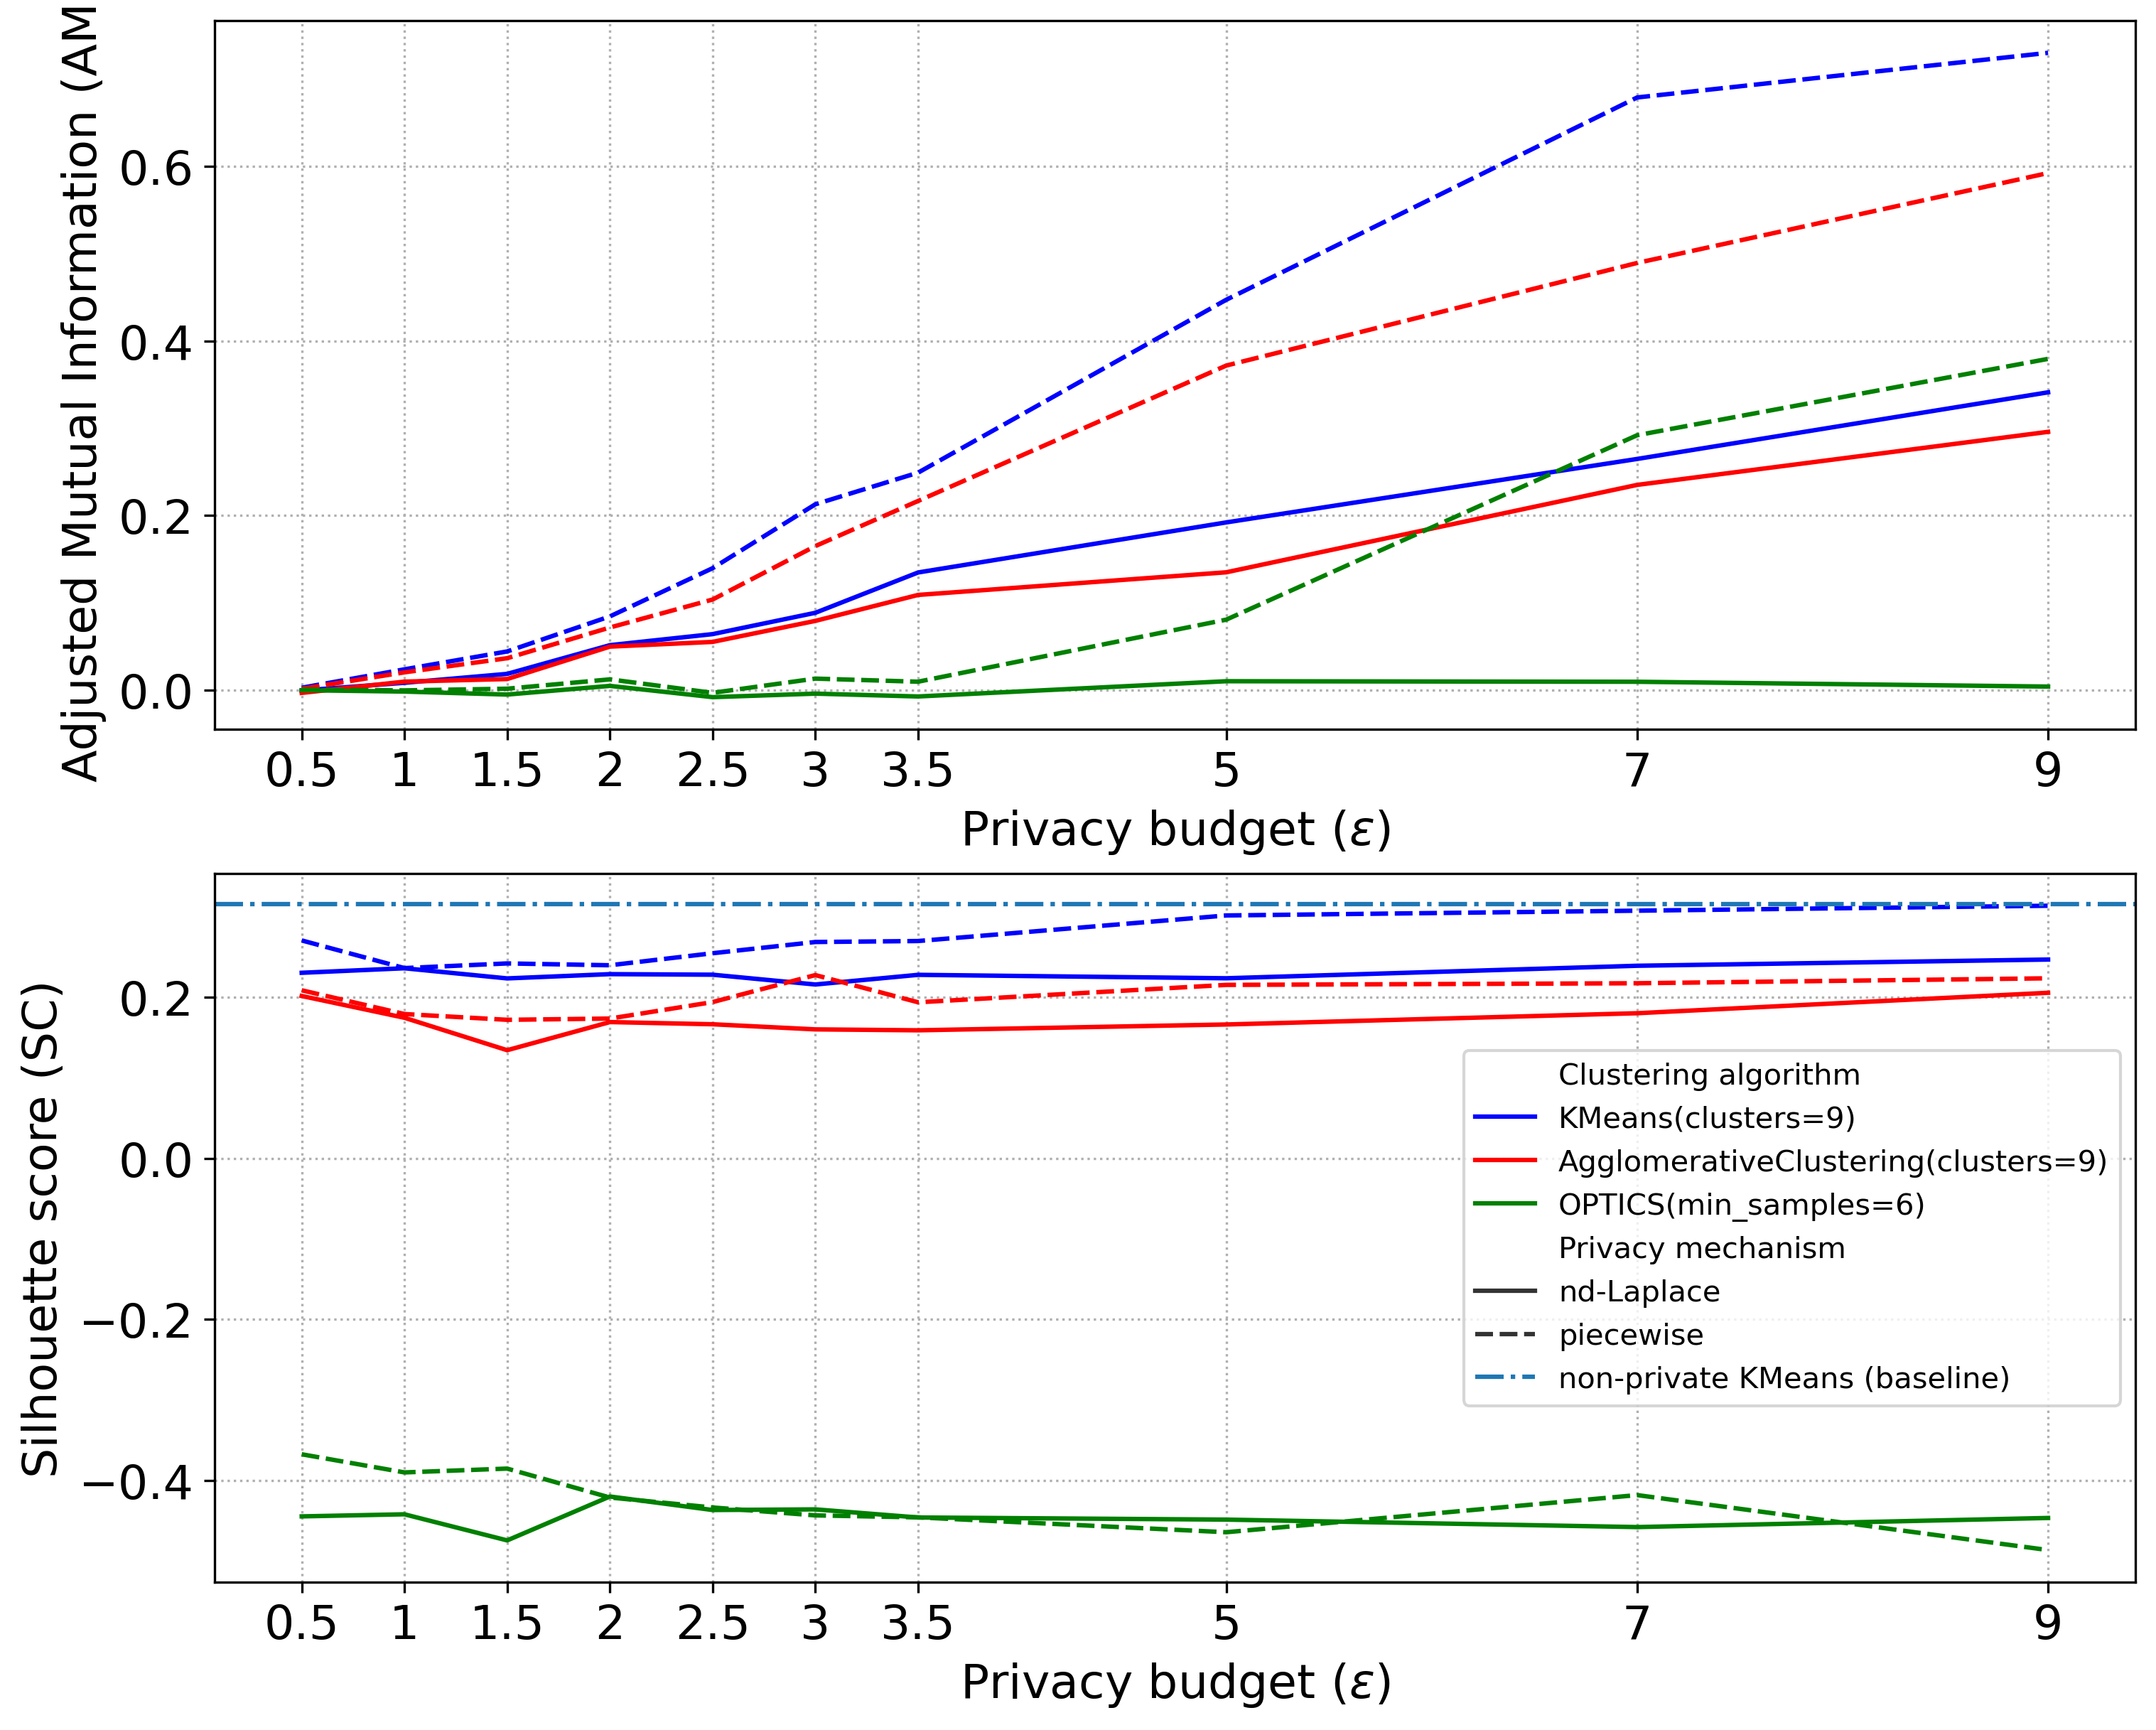 Adjusted Mutual Information (AM
0.6
0.4
0.2
0.0
0.5 1 1.5 2 2.5 3 3.5 5 7 9
Privacy budget (ε)
Silhouette score (SC)
0.2
0.0
−0.2
−0.4
Clustering algorithm
KMeans(clusters=9)
AgglomerativeClustering(clusters=9)
OPTICS(min_samples=6)
Privacy mechanism
nd-Laplace
piecewise
non-private KMeans (baseline)
0.5 1 1.5 2 2.5 3 3.5 5 7 9
Privacy budget (ε)